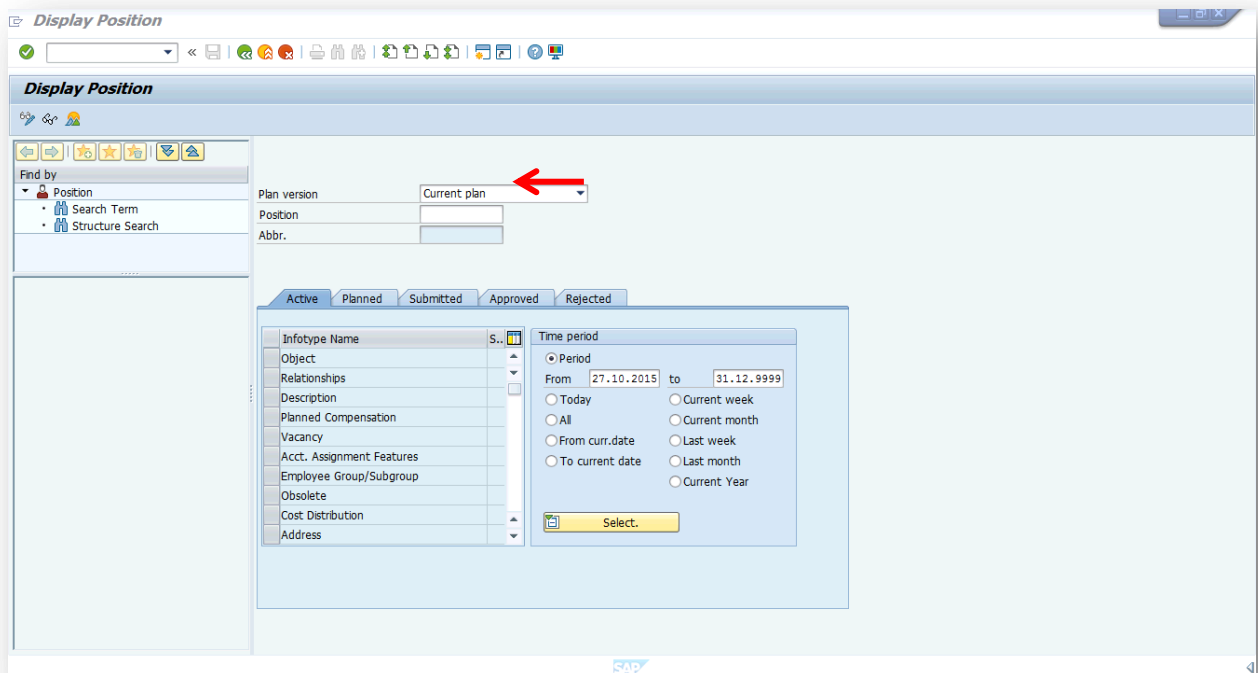 Display Position
Display Position
Find by
Position
Search Term
Structure Search
Plan version Current plan
Position
Abbr.
Active Planned Submitted Approved Rejected
Infotype Name S..
Object
Relationships
Description
Planned Compensation
Vacancy
Acct. Assignment Features
Employee Group/Subgroup
Obsolete
Cost Distribution
Address
Time period
Period
From 27.10.2015 to 31.12.9999
Today Current week
All Current month
From curr.date Last week
To current date Last month
Current Year
Select.
SAP